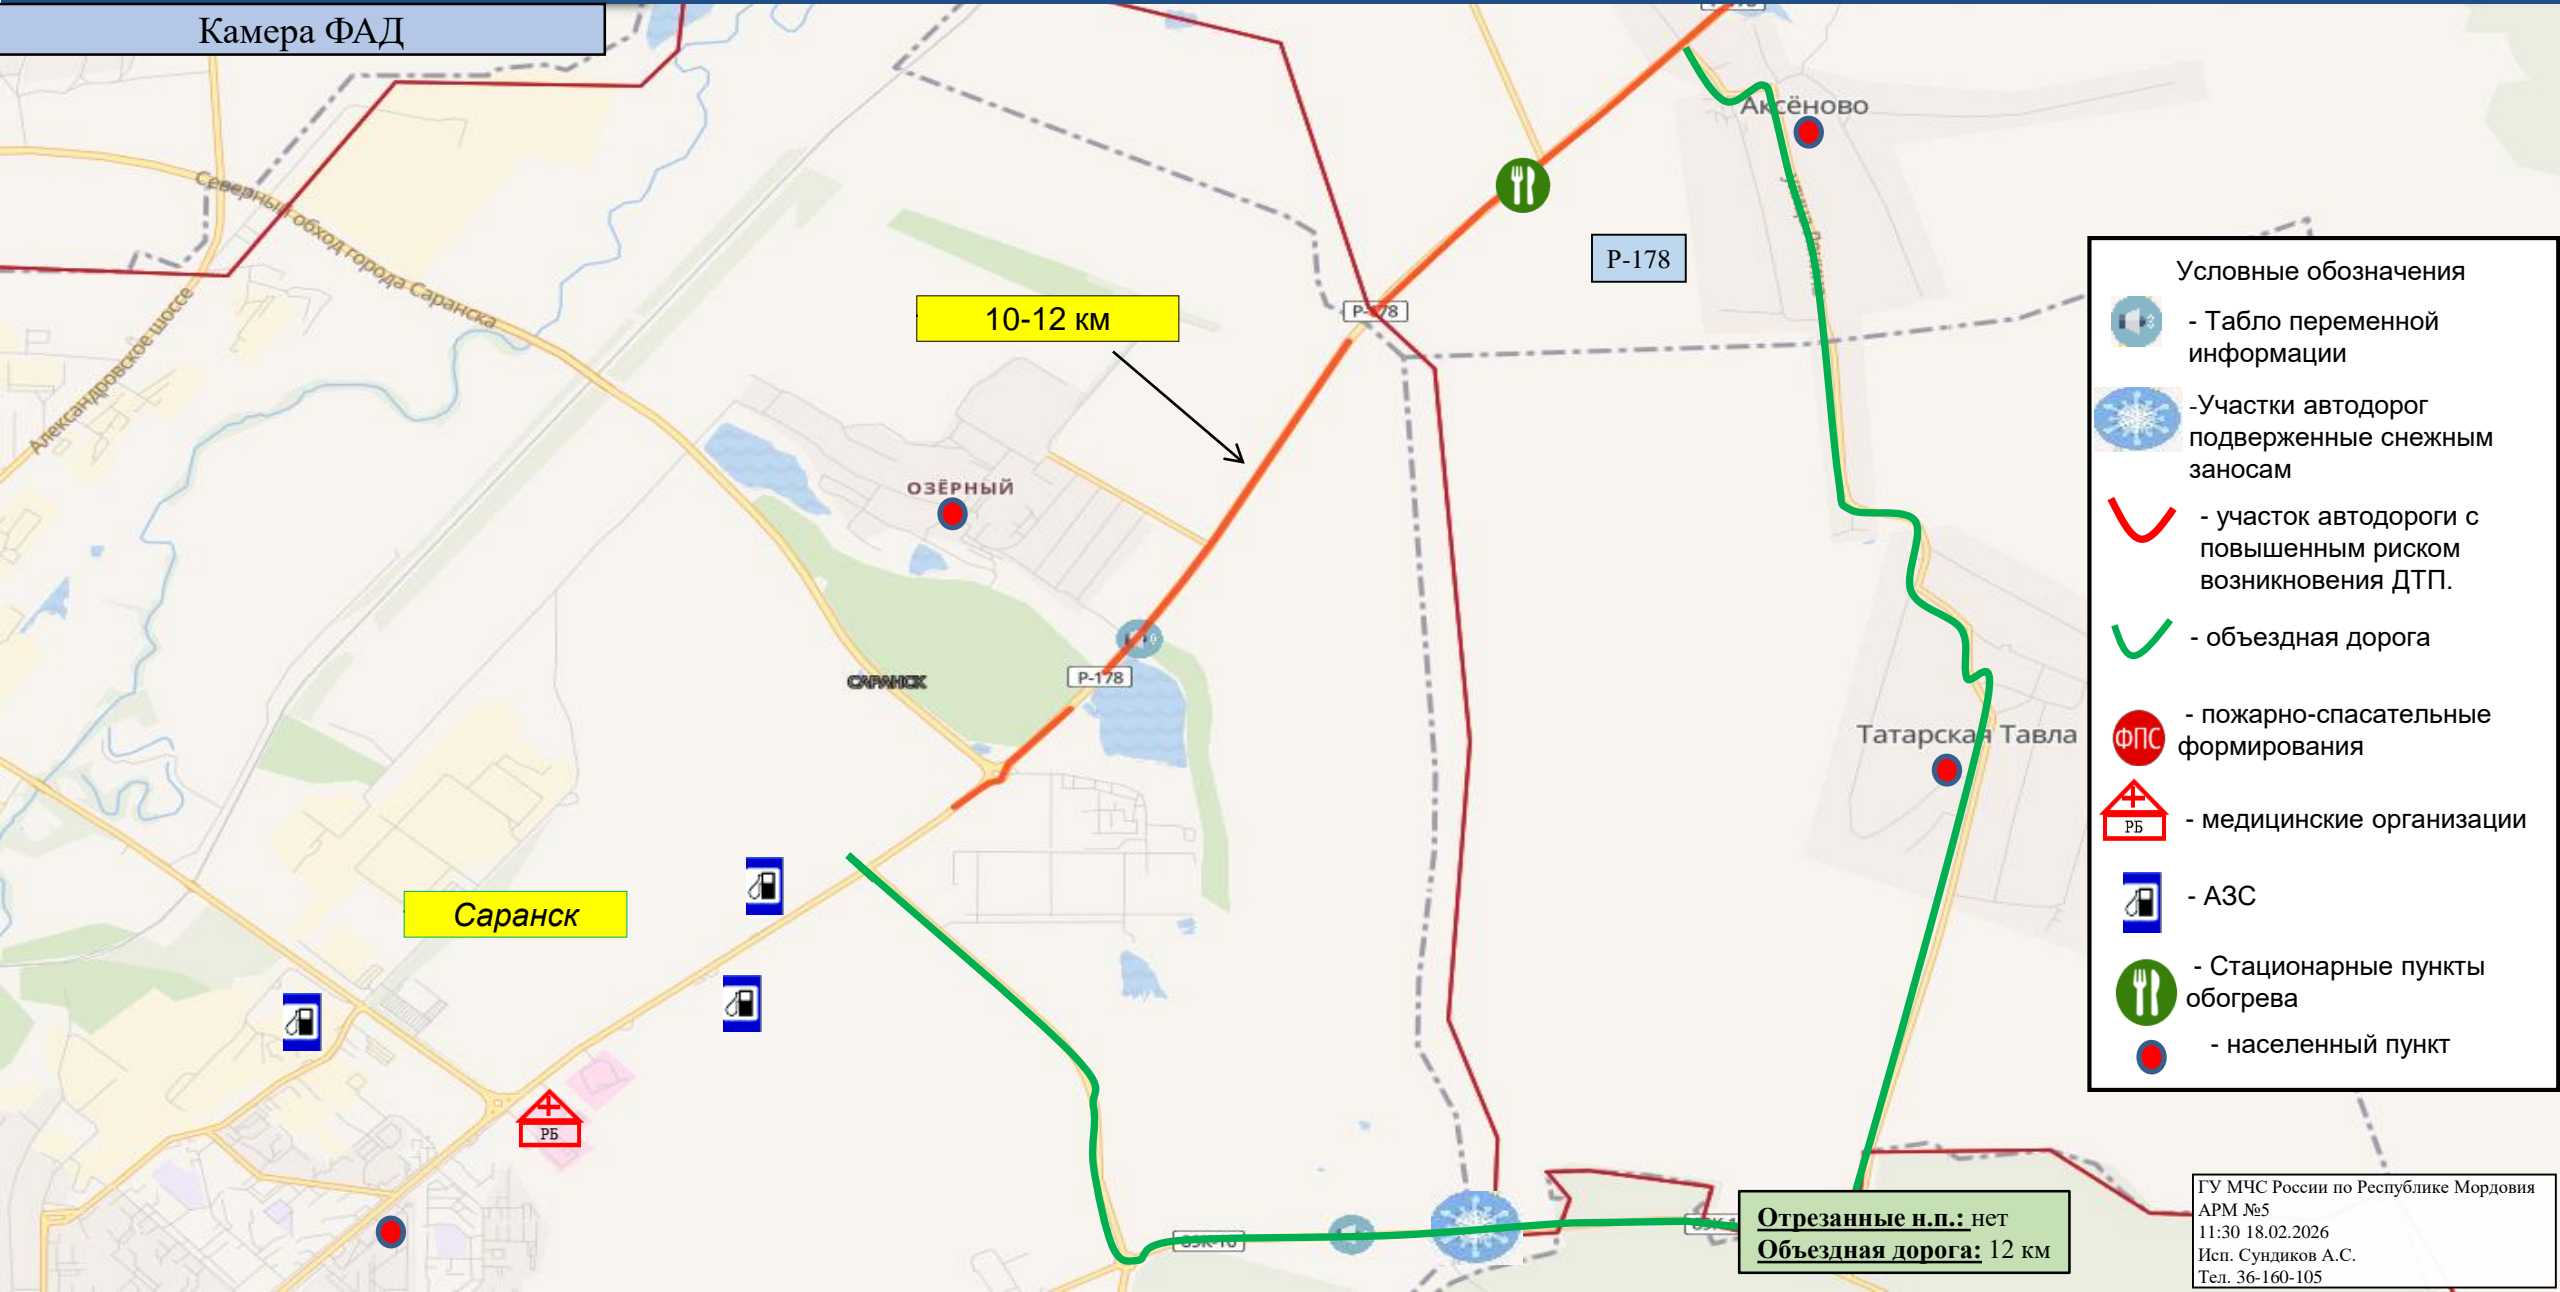 Камера ФАД
Р-178
Аксёново
улица Ленина
Северный обход города Саранска
Александровское шоссе
10-12 км
Р-178
Р-178
ОЗЁРНЫЙ
САРАНСК
Р-178
Татарская Тавла
Саранск
РБ
Условные обозначения
- Табло переменной
информации
-Участки автодорог
подверженные снежным
заносам
- участок автодороги с
повышенным риском
возникновения ДТП.
- объездная дорога
ФПС
- пожарно-спасательные
формирования
РБ
- медицинские организации
- АЗС
- Стационарные пункты
обогрева
- населенный пункт
Отрезанные н.п.: нет
Объездная дорога: 12 км
ГУ МЧС России по Республике Мордовия
АРМ №5
11:30 18.02.2026
Исп. Сундиков А.С.
Тел. 36-160-105